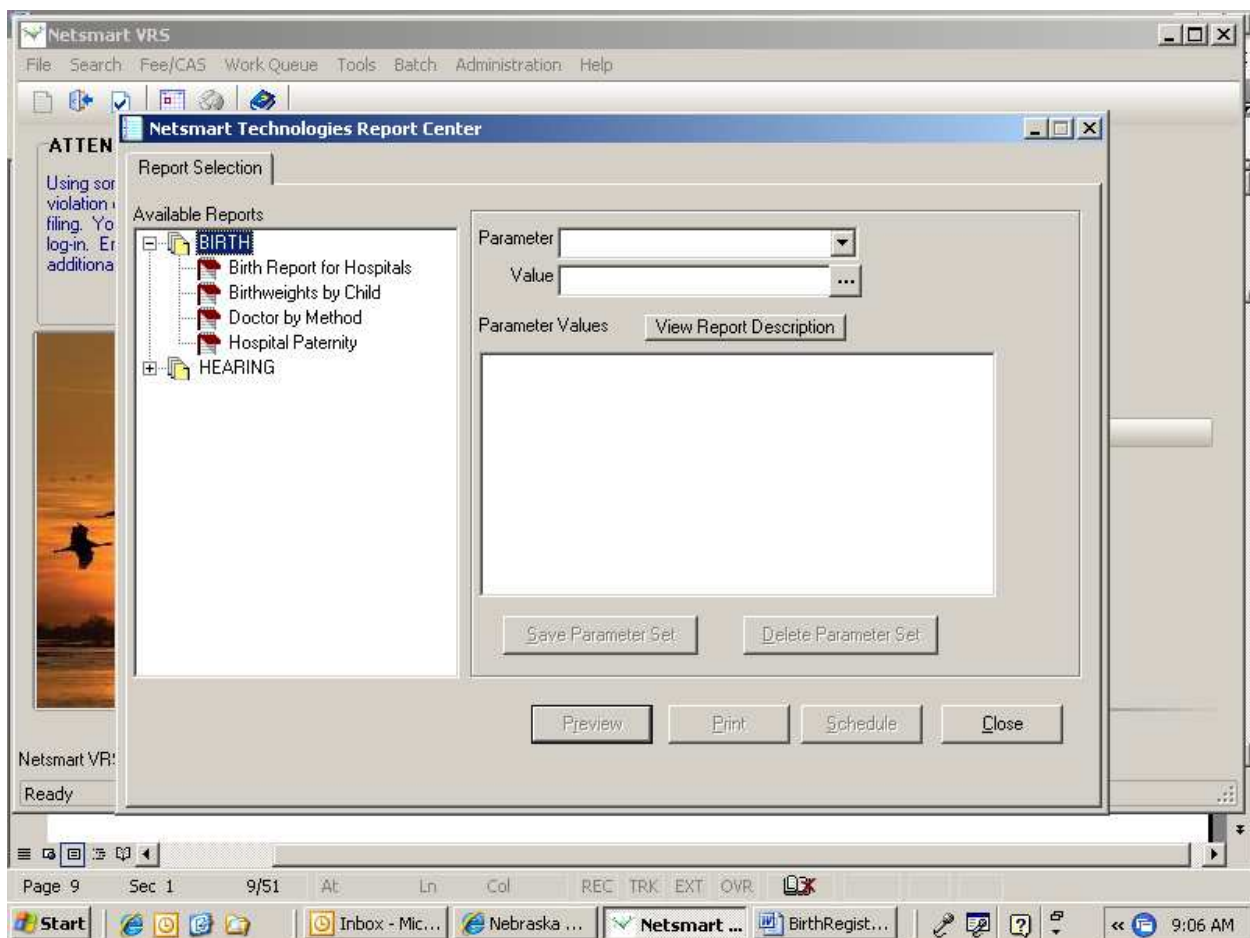 Netsmart VRS
File Search Fee/CAS Work Queue Tools Batch Administration Help
Netsmart Technologies Report Center
ATTEN
Using sor
violation
filing. Yo
log-in. Er
additiona
Report Selection
Available Reports
BIRTH
Birth Report for Hospitals
Birthweights by Child
Doctor by Method
Hospital Paternity
HEARING
Parameter
Value
...
Parameter Values View Report Description
Save Parameter Set Delete Parameter Set
Preview Print Schedule Close
Netsmart VR
Ready
Page 9 Sec 1 9/51 At Ln Col REC TRK EXT OVR
Start Inbox - Mic... Nebraska ... Netsmart ... BirthRegist... « 9:06 AM